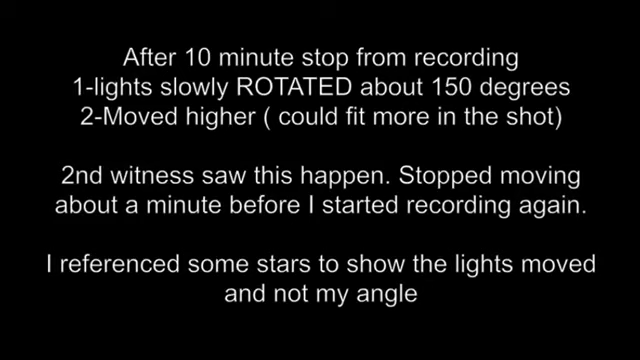 After 10 minute stop from recording
1-lights slowly ROTATED about 150 degrees
2-Moved higher ( could fit more in the shot)
2nd witness saw this happen. Stopped moving
about a minute before I started recording again.
I referenced some stars to show the lights moved
and not my angle